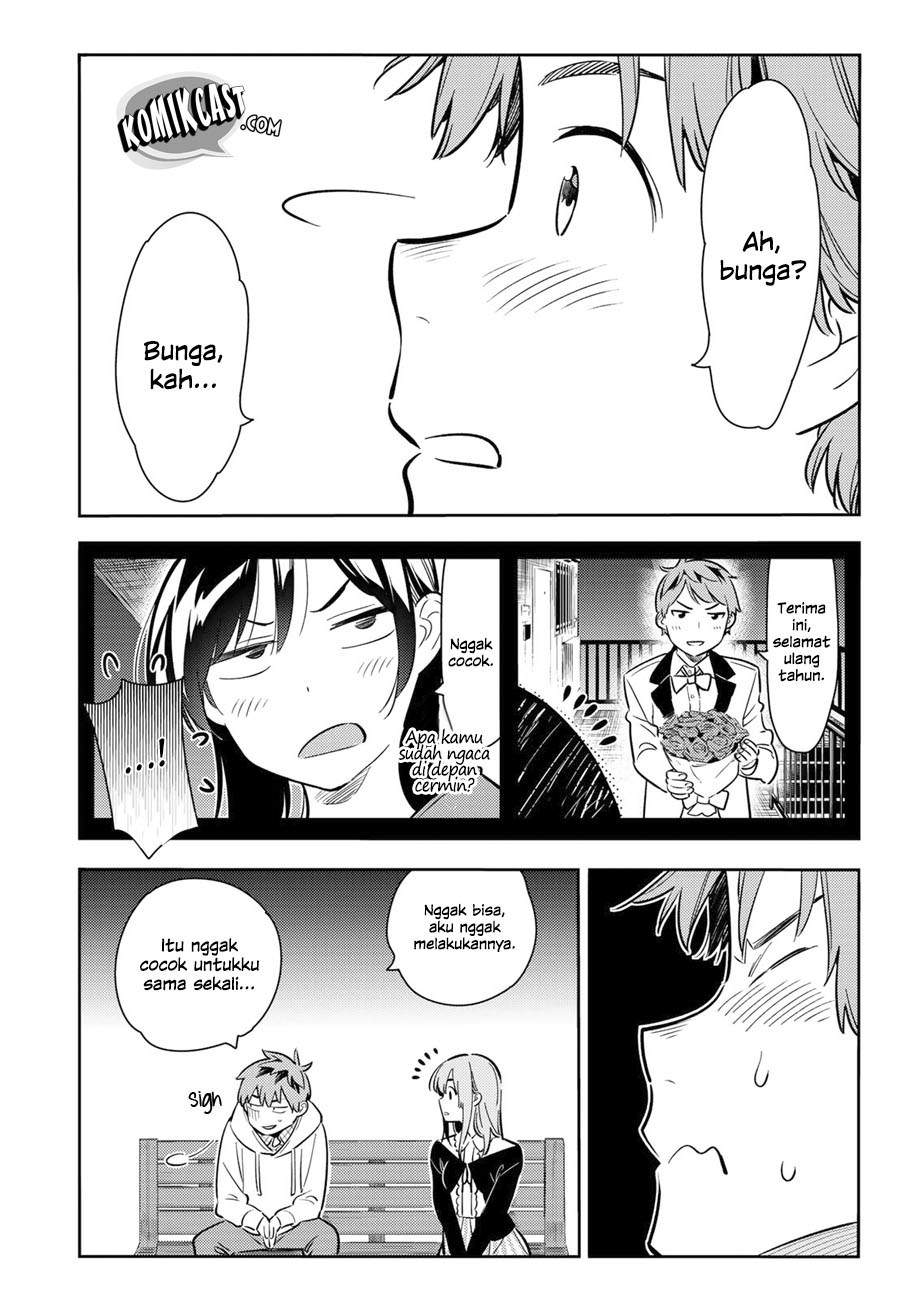 KOMIKCAST
.COM
Ah,
bunga?
Bunga,
kah...
Terima
ini,
selamat
ulang
tahun.
Nggak
cocok.
Apa kamu
sudah ngaca
di depan
cermin?
....!
Nggak bisa,
aku nggak
melakukannya.
Itu nggak
cocok untukku
sama sekali...
Sigh